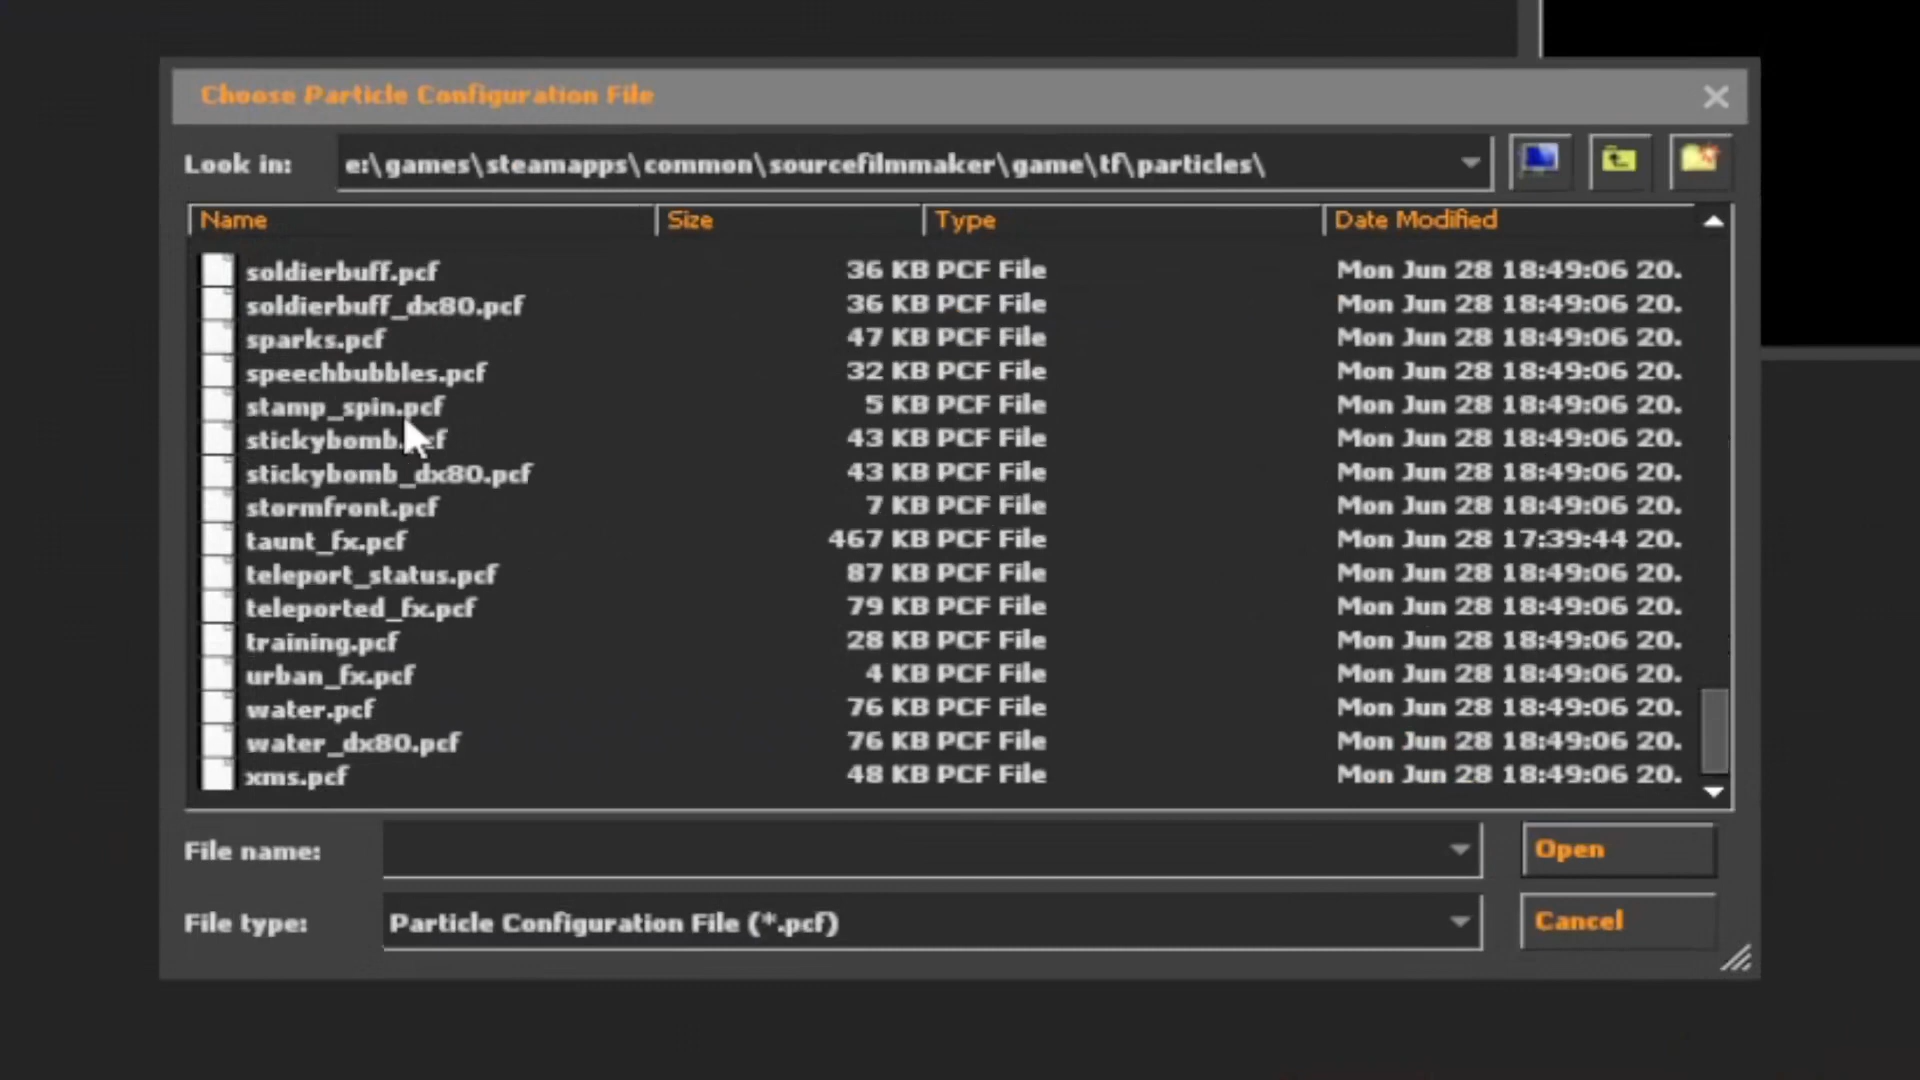 Choose Particle Configuration File
Look in: e:\games\steamapps\common\sourcefilmmaker\game\tf\particles\
Name Size Type Date Modified
soldierbuff.pcf 36 KB PCF File Mon Jun 28 18:49:06 20.
soldierbuff_dx80.pcf 36 KB PCF File Mon Jun 28 18:49:06 20.
sparks.pcf 47 KB PCF File Mon Jun 28 18:49:06 20.
speechbubbles.pcf 32 KB PCF File Mon Jun 28 18:49:06 20.
stamp_spin.pcf 5 KB PCF File Mon Jun 28 18:49:06 20.
stickybomb.pcf 43 KB PCF File Mon Jun 28 18:49:06 20.
stickybomb_dx80.pcf 43 KB PCF File Mon Jun 28 18:49:06 20.
stormfront.pcf 7 KB PCF File Mon Jun 28 18:49:06 20.
taunt_fx.pcf 467 KB PCF File Mon Jun 28 17:39:44 20.
teleport_status.pcf 87 KB PCF File Mon Jun 28 18:49:06 20.
teleported_fx.pcf 79 KB PCF File Mon Jun 28 18:49:06 20.
training.pcf 28 KB PCF File Mon Jun 28 18:49:06 20.
urban_fx.pcf 4 KB PCF File Mon Jun 28 18:49:06 20.
water.pcf 76 KB PCF File Mon Jun 28 18:49:06 20.
water_dx80.pcf 76 KB PCF File Mon Jun 28 18:49:06 20.
xms.pcf 48 KB PCF File Mon Jun 28 18:49:06 20.
File name: Open
File type: Particle Configuration File (*.pcf) Cancel